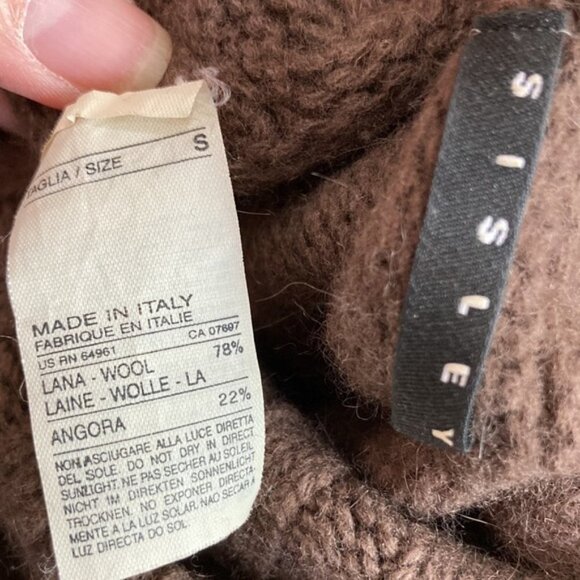 TAGLIA / SIZE S
MADE IN ITALY
FABRIQUE EN ITALIE
US RN 64961 CA 07697
LANA - WOOL 78%
LAINE - WOLLE - LA
ANGORA 22%
NON ASCIUGARE ALLA LUCE DIRETTA
DEL SOLE. DO NOT DRY IN DIRECT
SUNLIGHT. NE PAS SECHER AU SOLEIL
NICHT IM DIREKTEN SONNENLICHT
TROCKNEN. NO EXPONER DIRECTA
MENTE A LA LUZ SOLAR. NAO SECAR A
LUZ DIRECTA DO SOL.
SISLEY